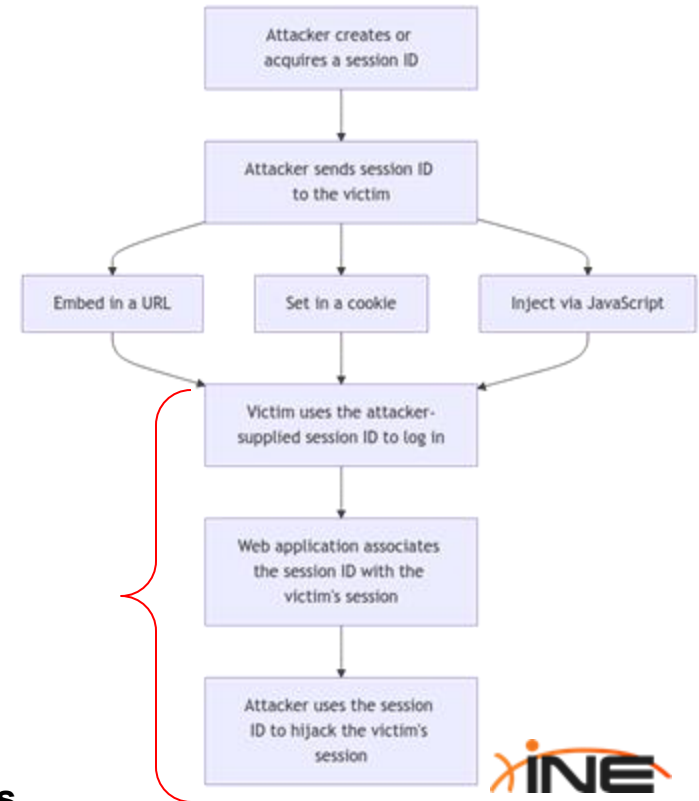 Attacker creates or
acquires a session ID
Attacker sends session ID
to the victim
Embed in a URL
Set in a cookie
Inject via JavaScript
Victim uses the attacker-
supplied session ID to log in
Web application associates
the session ID with the
victim's session
Attacker uses the session
ID to hijack the victim's
session
INE